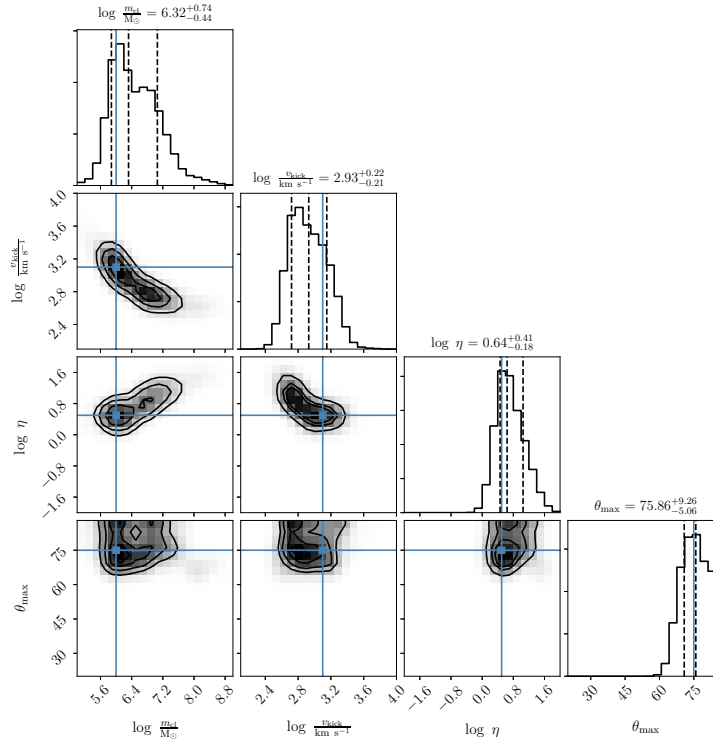 log m_cl/M_⊙ = 6.32^{+0.74}_{-0.44}
log v_kick/km s^{-1} = 2.93^{+0.22}_{-0.21}
log η = 0.64^{+0.41}_{-0.18}
θ_max = 75.86^{+9.26}_{-5.06}
4.0
3.6
3.2
2.8
2.4
log v_kick/km s^{-1}
1.6
0.8
0.0
−0.8
−1.6
log η
75
60
45
30
θ_max
5.6 6.4 7.2 8.0 8.8
2.4 2.8 3.2 3.6 4.0
−1.6 0.0 0.8 1.6
30 45 60 75
log m_cl/M_⊙
log v_kick/km s^{-1}
log η
θ_max